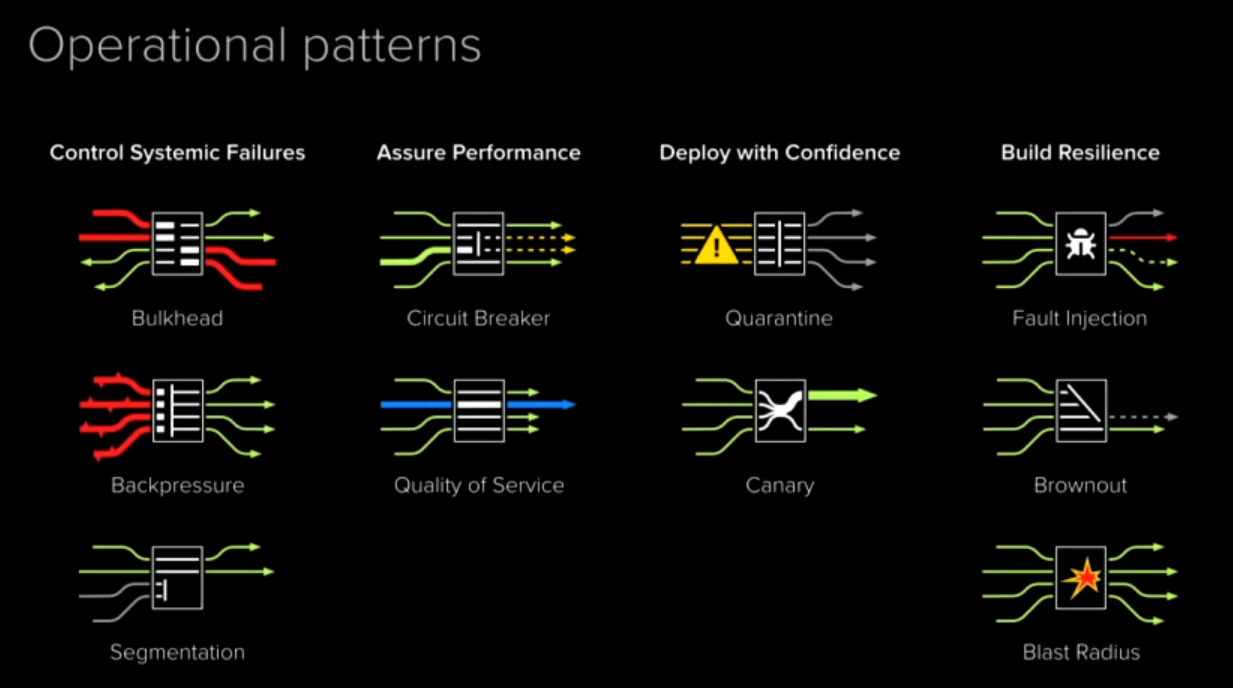 Operational patterns
Control Systemic Failures
Assure Performance
Deploy with Confidence
Build Resilience
Bulkhead
Circuit Breaker
!
Quarantine
Fault Injection
Backpressure
Quality of Service
Canary
Brownout
Segmentation
Blast Radius